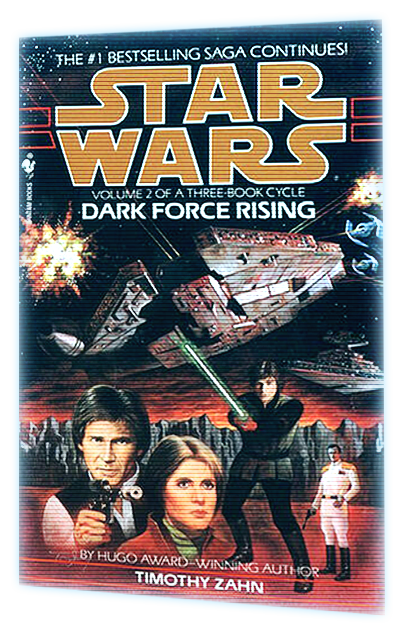 THE #1 BESTSELLING SAGA CONTINUES!
STAR
WARS
VOLUME 2 OF A THREE-BOOK CYCLE
DARK FORCE RISING
BY HUGO AWARD–WINNING AUTHOR
TIMOTHY ZAHN